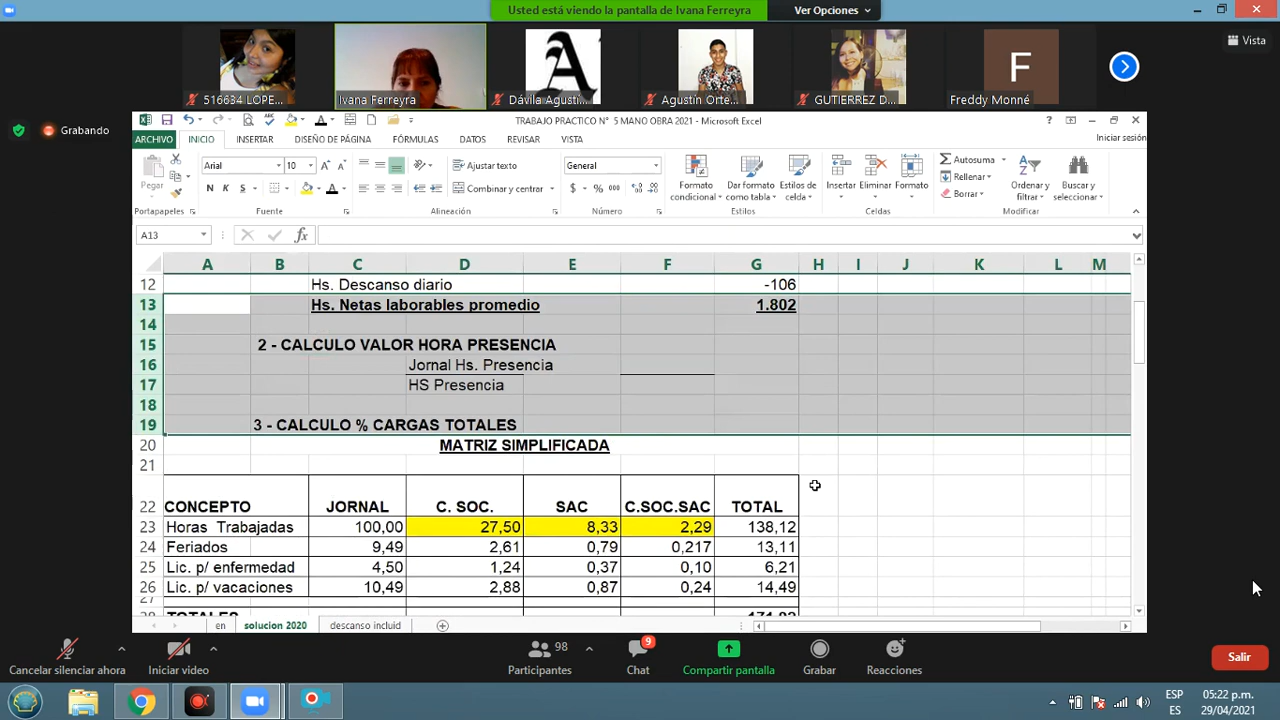 Usted está viendo la pantalla de Ivana Ferreyra
Ver Opciones
Vista
516634 LOPE...
Ivana Ferreyra
Dávila Agustí...
Agustín Orte...
GUTIERREZ D...
F
Freddy Monné
Grabando
TRABAJO PRACTICO N° 5 MANO OBRA 2021 - Microsoft Excel
ARCHIVO INICIO INSERTAR DISEÑO DE PÁGINA FÓRMULAS DATOS REVISAR VISTA Iniciar sesión
Pegar
Arial 10
N K S
Ajustar texto
Combinar y centrar
General
$ % 000
Formato condicional
Dar formato como tabla
Estilos de celda
Insertar Eliminar Formato
Autosuma
Rellenar
Borrar
Ordenar y filtrar
Buscar y seleccionar
Portapapeles Fuente Alineación Número Estilos Celdas Modificar
A13
A B C D E F G H I J K L M
12 Hs. Descanso diario -106
13 Hs. Netas laborables promedio 1.802
14
15 2 - CALCULO VALOR HORA PRESENCIA
16 Jornal Hs. Presencia
17 HS Presencia
18
19 3 - CALCULO % CARGAS TOTALES
20 MATRIZ SIMPLIFICADA
21
22 CONCEPTO JORNAL C. SOC. SAC C.SOC.SAC TOTAL
23 Horas Trabajadas 100,00 27,50 8,33 2,29 138,12
24 Feriados 9,49 2,61 0,79 0,217 13,11
25 Lic. p/ enfermedad 4,50 1,24 0,37 0,10 6,21
26 Lic. p/ vacaciones 10,49 2,88 0,87 0,24 14,49
27
28 TOTALES
en solucion 2020 descanso incluid
Cancelar silenciar ahora
Iniciar video
98
Participantes
9
Chat
Compartir pantalla
Grabar
Reacciones
Salir
ESP
ES
05:22 p.m.
29/04/2021